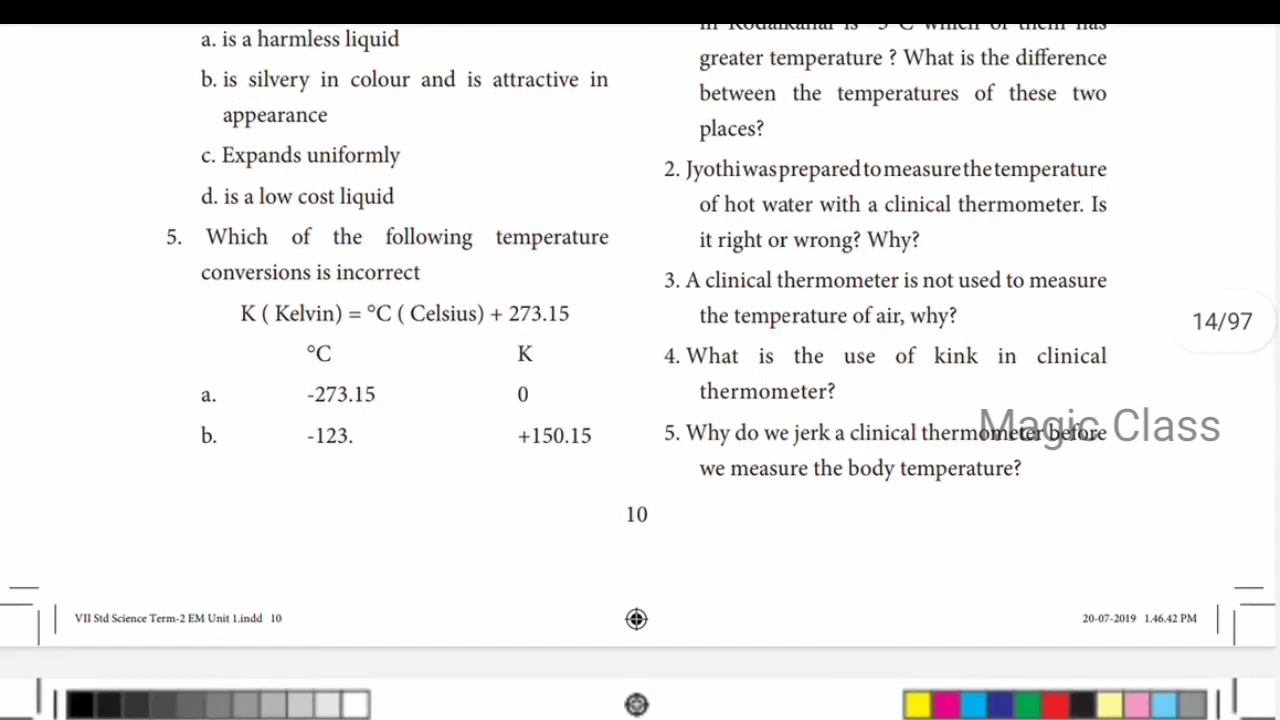 a. is a harmless liquid
b. is silvery in colour and is attractive in
appearance
c. Expands uniformly
d. is a low cost liquid
5. Which of the following temperature
conversions is incorrect
K ( Kelvin) = °C ( Celsius) + 273.15
°C K
a. -273.15 0
b. -123. +150.15
greater temperature ? What is the difference
between the temperatures of these two
places?
2. Jyothi was prepared to measure the temperature
of hot water with a clinical thermometer. Is
it right or wrong? Why?
3. A clinical thermometer is not used to measure
the temperature of air, why?
4. What is the use of kink in clinical
thermometer?
5. Why do we jerk a clinical thermometer before
we measure the body temperature?
14/97
Magic Class
10
VII Std Science Term-2 EM Unit 1.indd 10
20-07-2019 1.46.42 PM